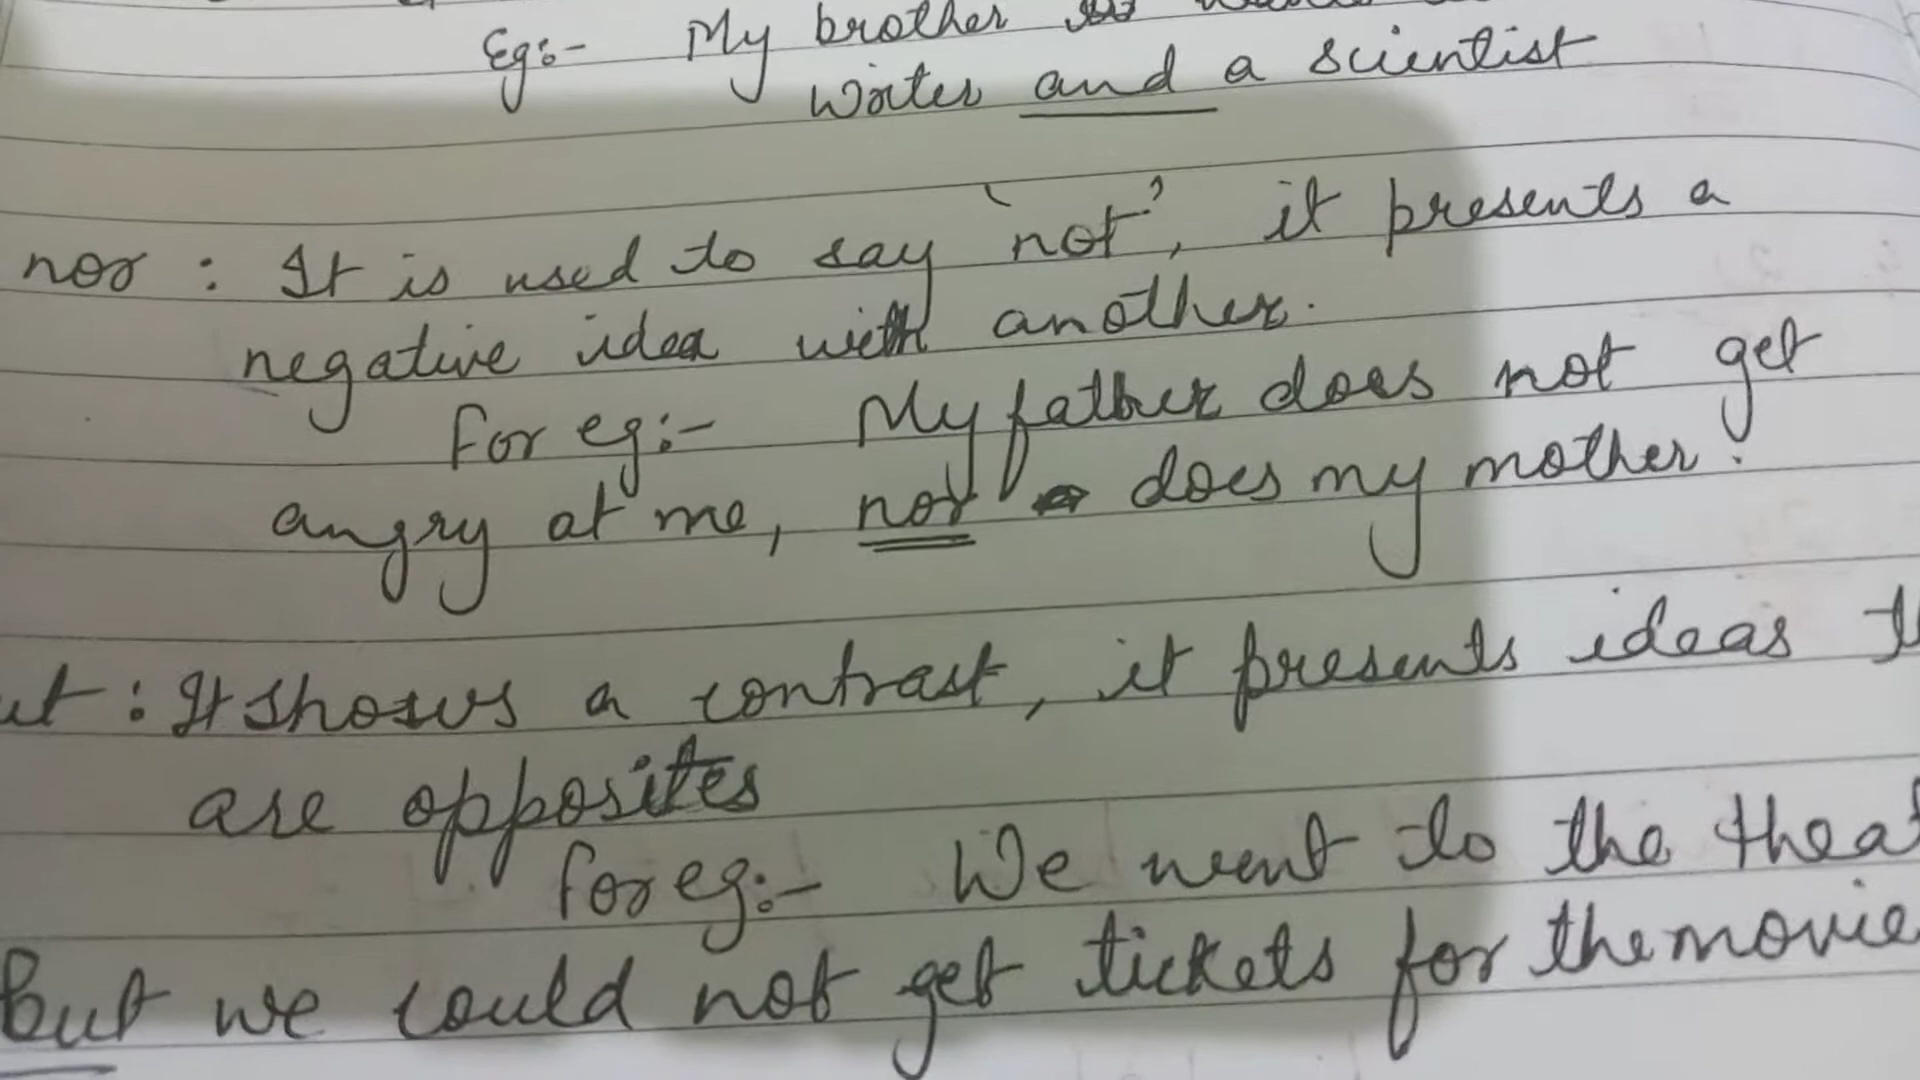 Eg:- My brother
writer and a scientist
nor : It is used to say 'not', it presents a
negative idea with another.
For eg:- My father does not get
angry at me, nor does my mother.
ut : It shows a contrast, it presents ideas
are opposites
For eg:- We went to the theat
But we could not get tickets for the movie